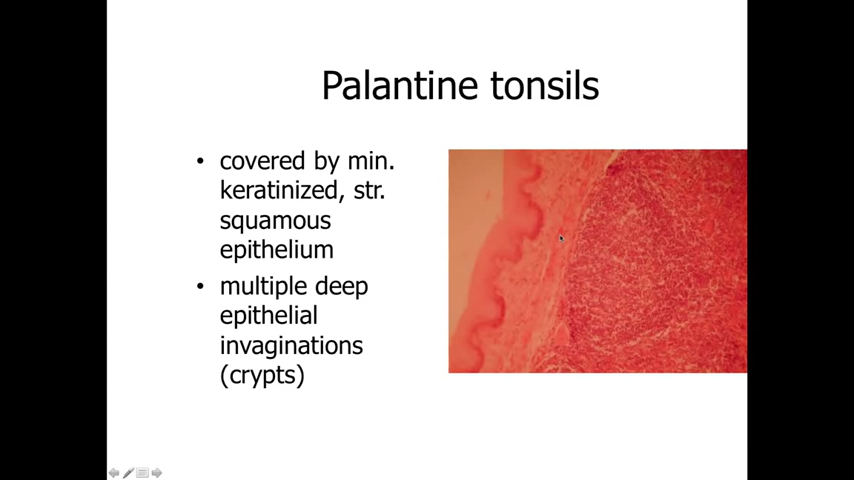 Palantine tonsils
• covered by min.
keratinized, str.
squamous
epithelium
• multiple deep
epithelial
invaginations
(crypts)